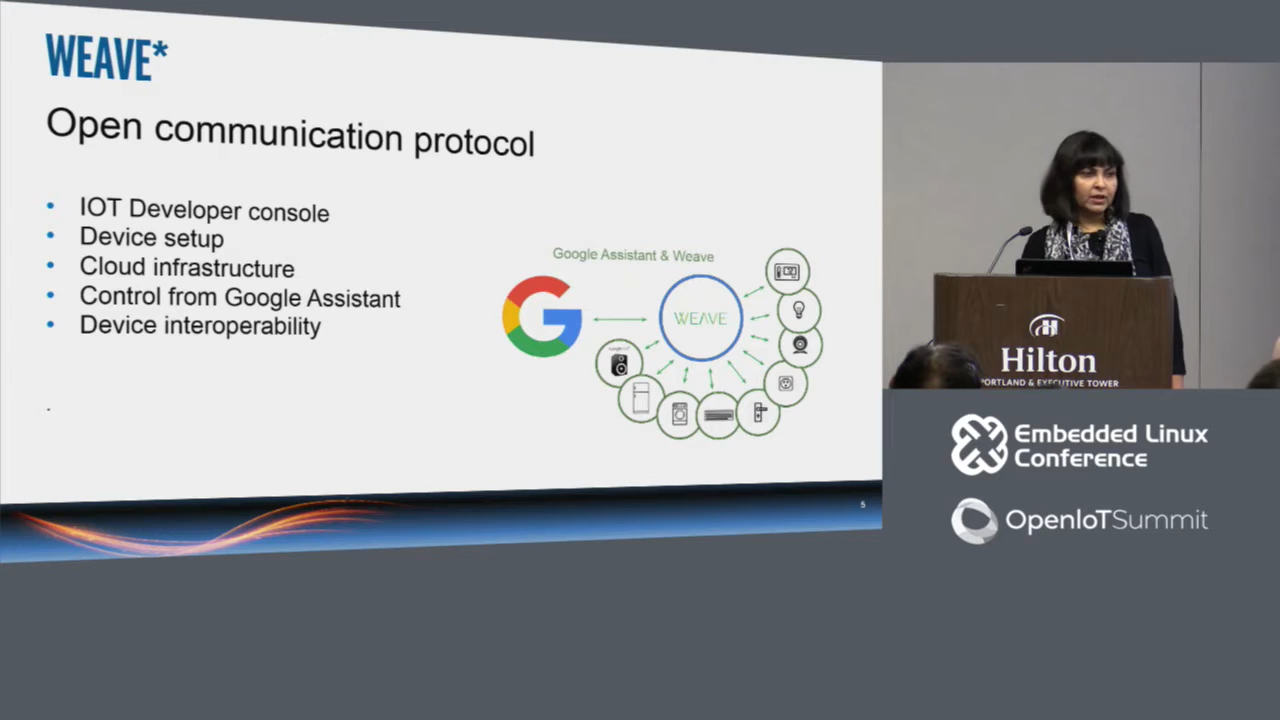 WEAVE*
Open communication protocol
• IOT Developer console
• Device setup
• Cloud infrastructure
• Control from Google Assistant
• Device interoperability
.
Google Assistant & Weave
WEAVE
5
Hilton
PORTLAND & EXECUTIVE TOWER
Embedded Linux
Conference
OpenIoTSummit